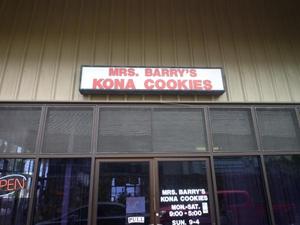 MRS. BARRY'S
KONA COOKIES
OPEN
MRS. BARRY'S
KONA COOKIES
MON-SAT.
9:00-5:00
SUN. 9-4
PULL